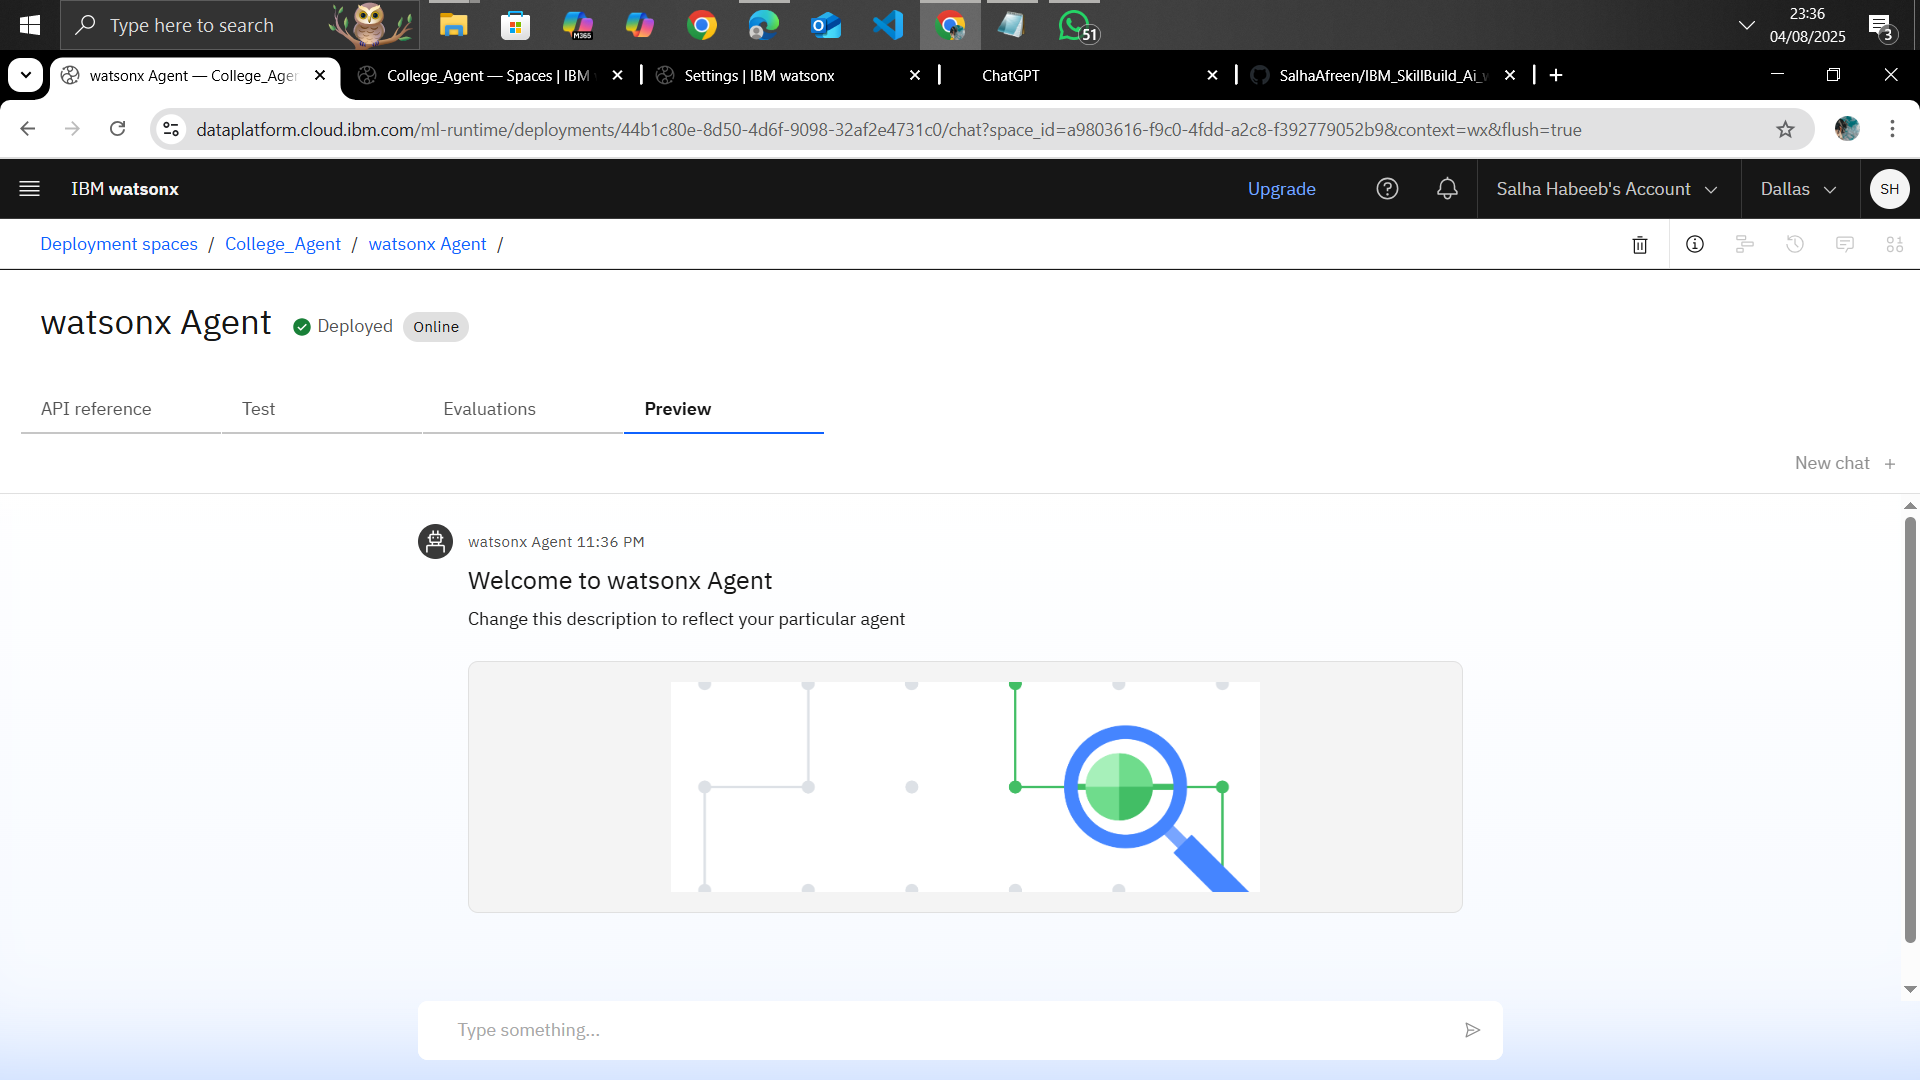 Type here to search
M365
51
23:36
04/08/2025
3
watsonx Agent — College_Ager
College_Agent — Spaces | IBM
Settings | IBM watsonx
ChatGPT
SalhaAfreen/IBM_SkillBuild_Ai_w
dataplatform.cloud.ibm.com/ml-runtime/deployments/44b1c80e-8d50-4d6f-9098-32af2e4731c0/chat?space_id=a9803616-f9c0-4fdd-a2c8-f392779052b9&context=wx&flush=true
IBM watsonx
Upgrade
Salha Habeeb's Account
Dallas
SH
Deployment spaces / College_Agent / watsonx Agent /
watsonx Agent
Deployed
Online
API reference
Test
Evaluations
Preview
New chat +
watsonx Agent 11:36 PM
Welcome to watsonx Agent
Change this description to reflect your particular agent
Type something...